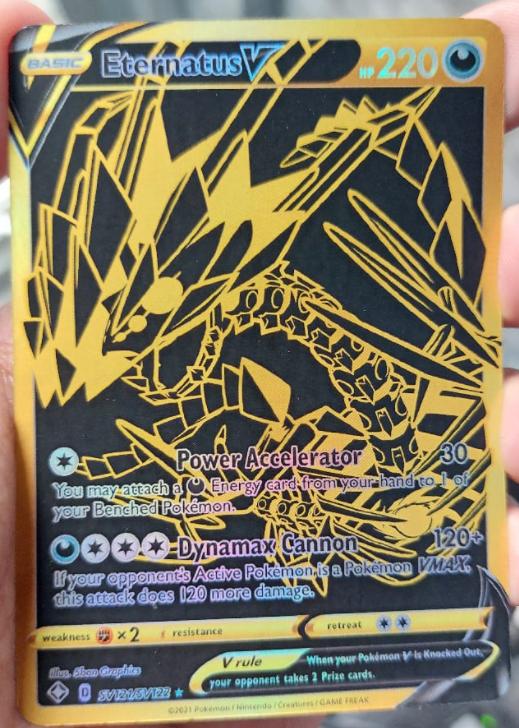 BASIC Eternatus V HP 220
Power Accelerator 30
You may attach a Energy card from your hand to 1 of
your Benched Pokémon.
Dynamax Cannon 120+
If your opponent's Active Pokémon is a Pokémon VMAX,
this attack does 120 more damage.
weakness ×2 resistance retreat
V rule When your Pokémon V is Knocked Out,
your opponent takes 2 Prize cards.
illus. 5ban Graphics
D SV121/SV122
©2021 Pokémon / Nintendo / Creatures / GAME FREAK